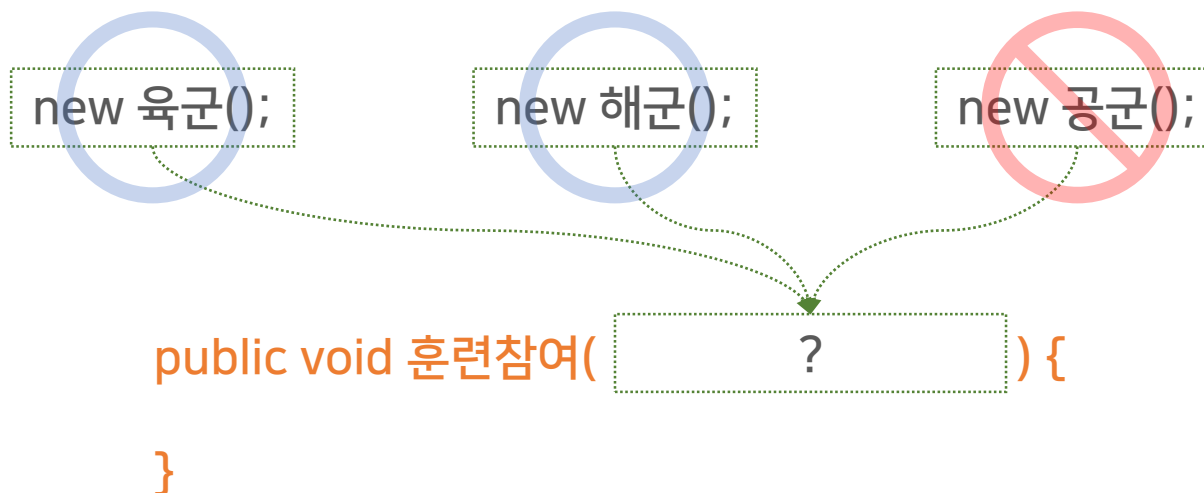 new 육군();
new 해군();
new 공군();
public void 훈련참여( ? ) {
}